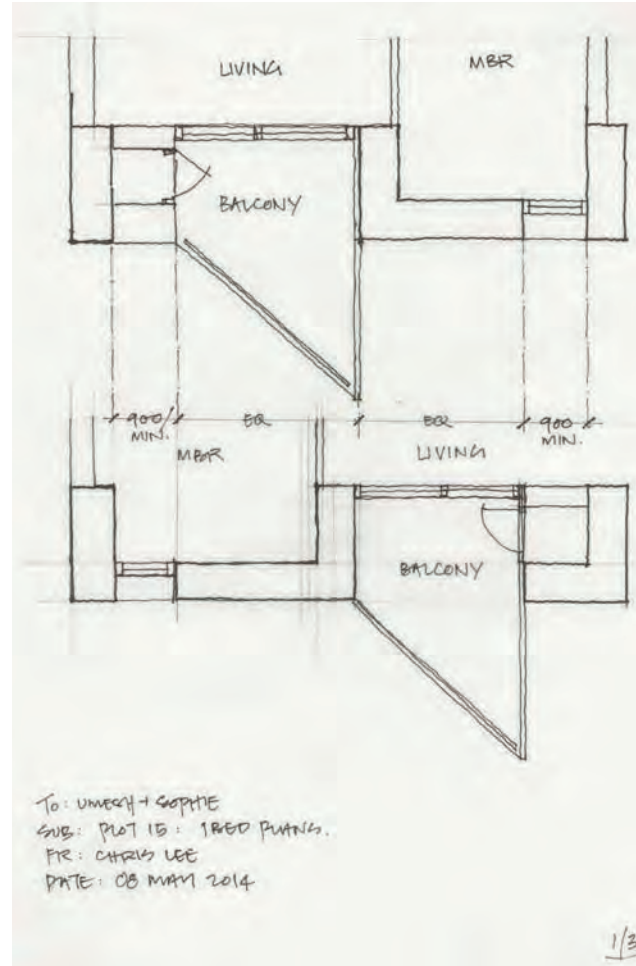 LIVING
MBR
BALCONY
900 MIN.
EQ
EQ
900 MIN.
MBR
LIVING
BALCONY
TO: UMESH + SOPHIE
SUB: PLOT 15: 1BED PLANS.
FR: CHRIS LEE
DATE: 08 MAY 2014
1/3